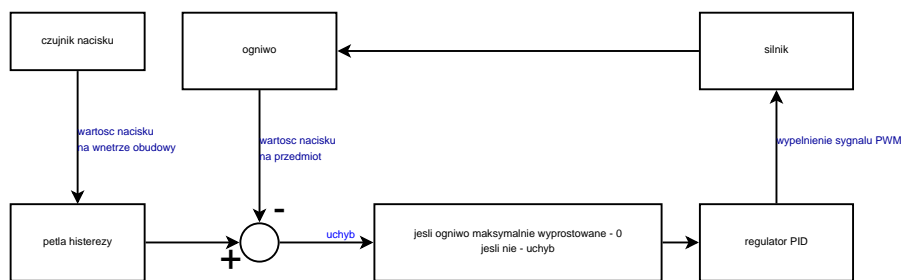 czujnik nacisku
ogniwo
silnik
wartosc nacisku
na wnetrze obudowy
wartosc nacisku
na przedmiot
wypelnienie sygnalu PWM
-
petla histerezy
+
uchyb
jesli ogniwo maksymalnie wyprostowane - 0
jesli nie - uchyb
regulator PID